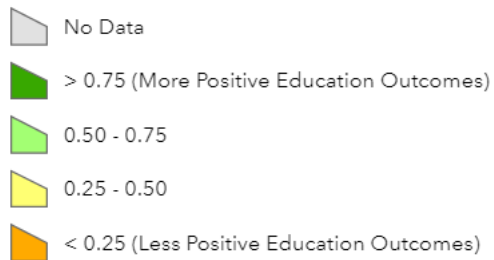 No Data
> 0.75 (More Positive Education Outcomes)
0.50 - 0.75
0.25 - 0.50
< 0.25 (Less Positive Education Outcomes)